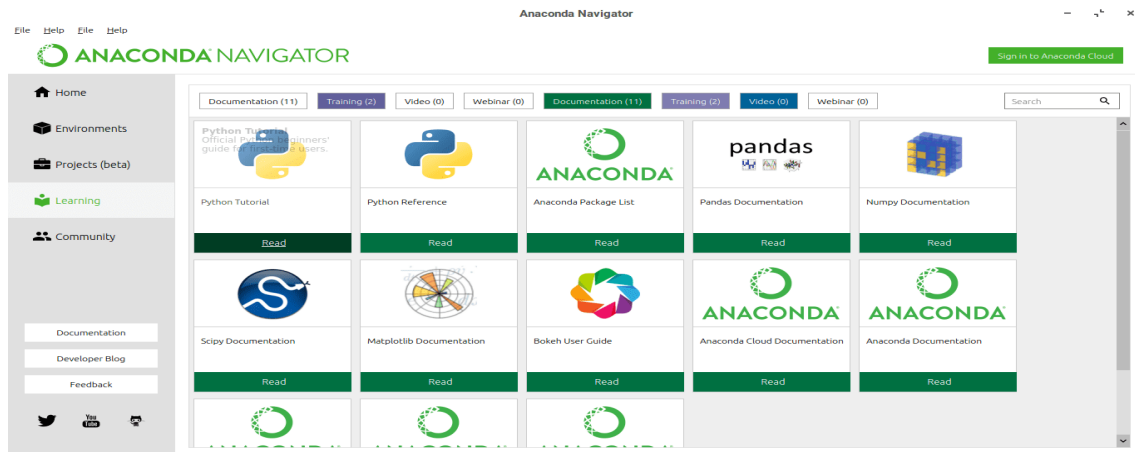 Anaconda Navigator
File Help File Help
ANACONDA NAVIGATOR
Sign in to Anaconda Cloud
Home
Environments
Projects (beta)
Learning
Community
Documentation
Developer Blog
Feedback
You
Tube
Documentation (11) Training (2) Video (0) Webinar (0) Documentation (11) Training (2) Video (0) Webinar (0) Search
Python Tutorial
Official Python beginners'
guide for first-time users.
ANACONDA
pandas
Python Tutorial Python Reference Anaconda Package List Pandas Documentation Numpy Documentation
Read Read Read Read Read
ANACONDA ANACONDA
Scipy Documentation Matplotlib Documentation Bokeh User Guide Anaconda Cloud Documentation Anaconda Documentation
Read Read Read Read Read